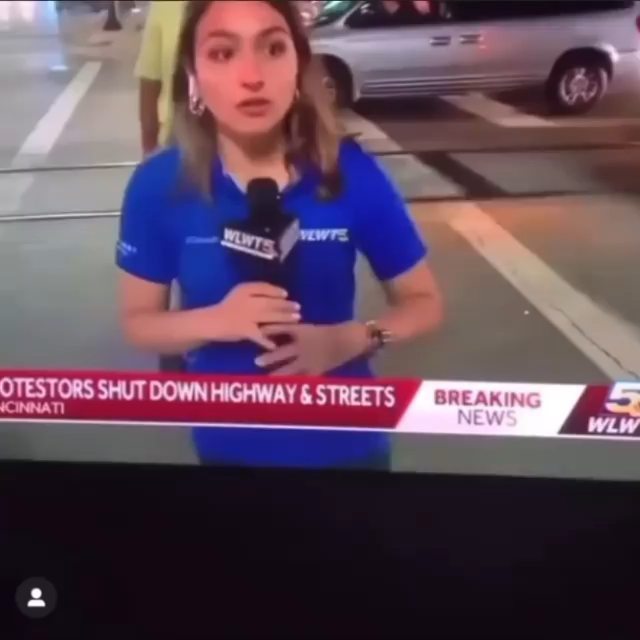 WLWT5
WLWT5
OTESTORS SHUT DOWN HIGHWAY & STREETS
NCINNATI
BREAKING
NEWS
5
WLW